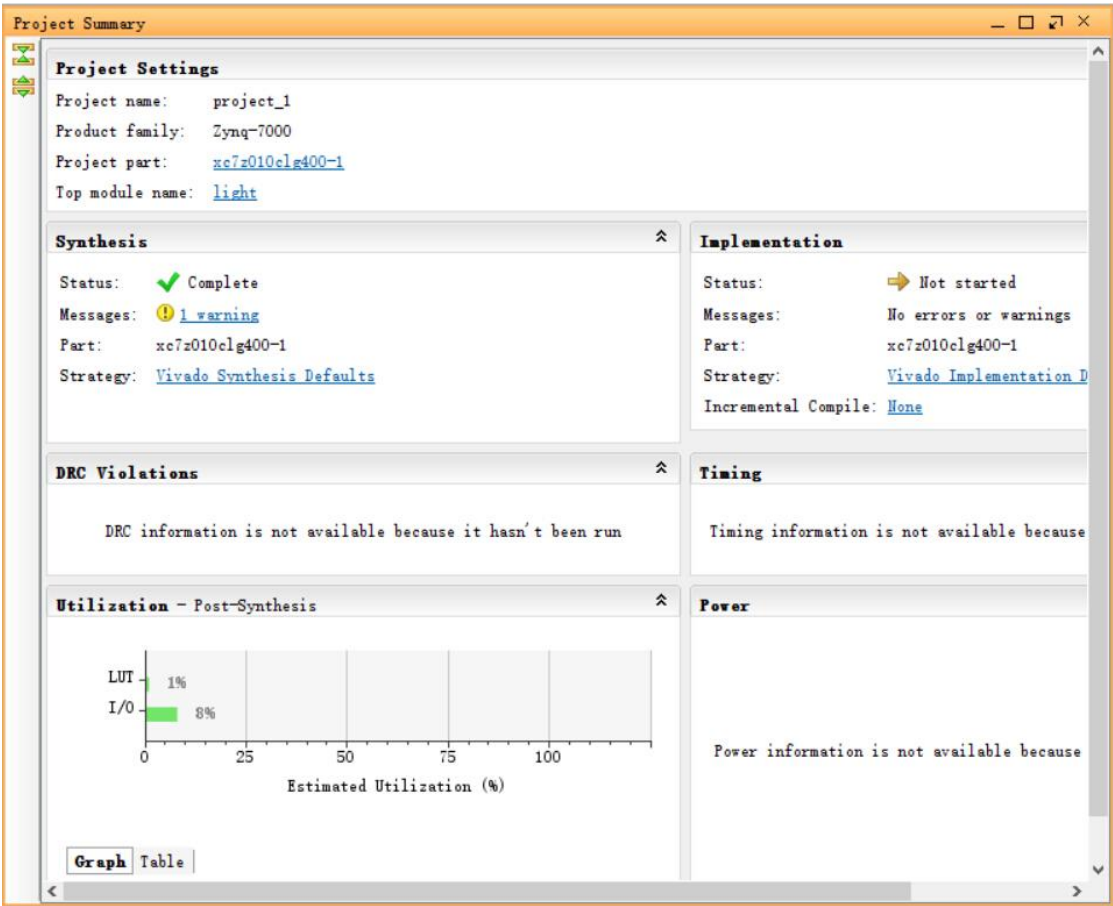 Project Summary
Project Settings
Project name: project_1
Product family: Zynq-7000
Project part: xc7z010clg400-1
Top module name: light
Synthesis
Status: Complete
Messages: 1 warning
Part: xc7z010clg400-1
Strategy: Vivado Synthesis Defaults
Implementation
Status: Not started
Messages: No errors or warnings
Part: xc7z010clg400-1
Strategy: Vivado Implementation D
Incremental Compile: None
DRC Violations
DRC information is not available because it hasn't been run
Timing
Timing information is not available because
Utilization - Post-Synthesis
LUT 1%
I/O 8%
0 25 50 75 100
Estimated Utilization (%)
Graph Table
Power
Power information is not available because